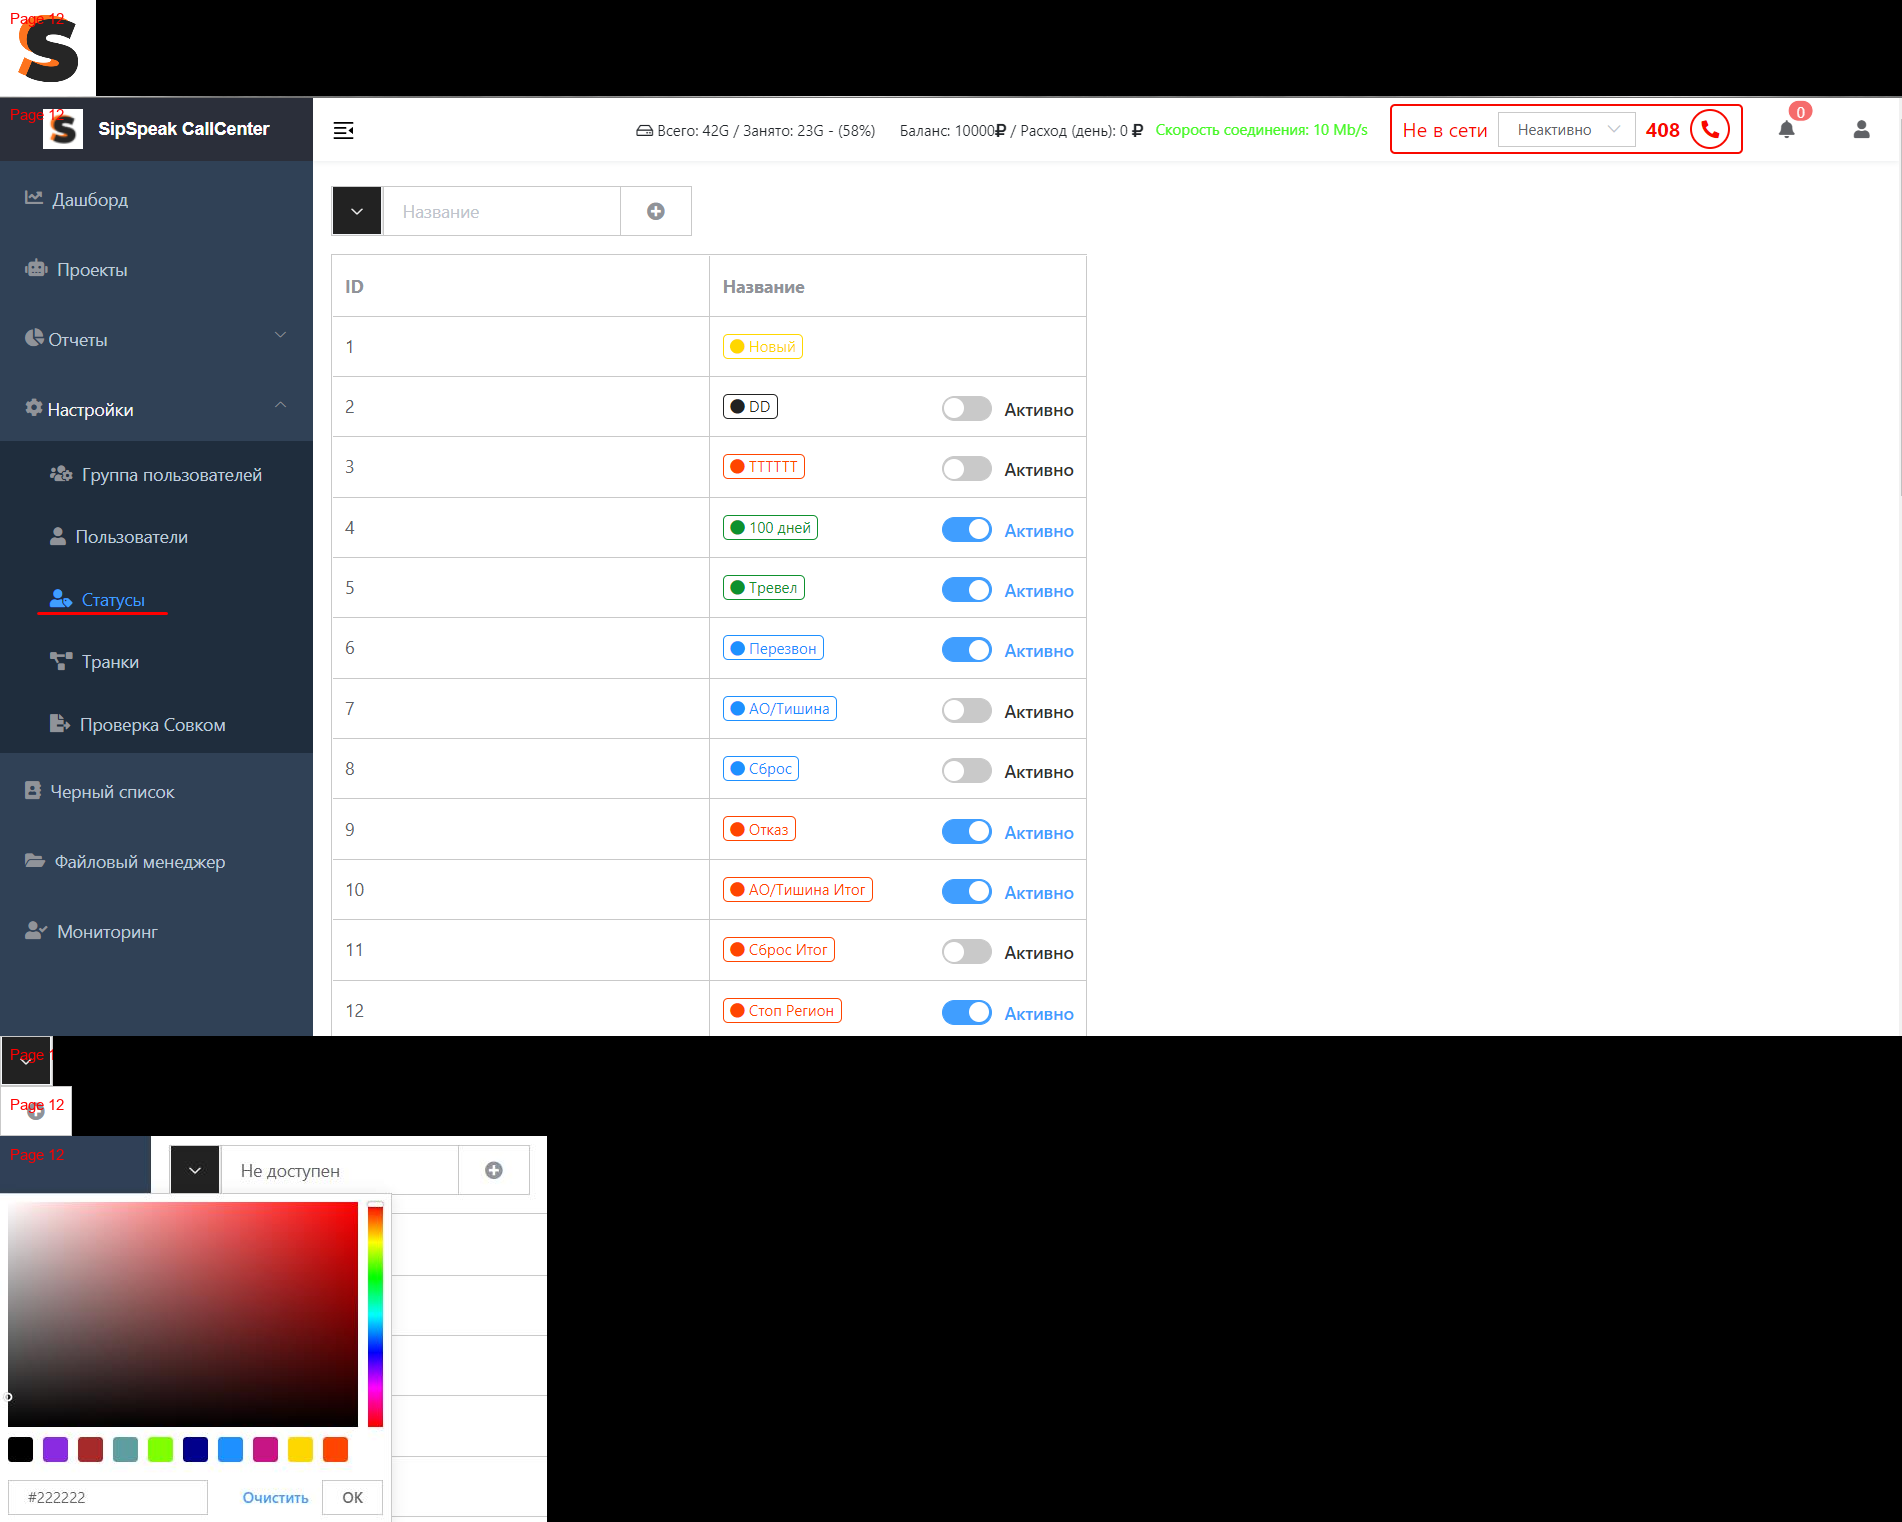 Page 12
Page 12
SipSpeak CallCenter
Всего: 42G / Занято: 23G - (58%)
Баланс: 10000₽ / Расход (день): 0 ₽
Скорость соединения: 10 Mb/s
Не в сети
Неактивно
408
0
Дашборд
Проекты
Отчеты
Настройки
Группа пользователей
Пользователи
Статусы
Транки
Проверка Совком
Черный список
Файловый менеджер
Мониторинг
Название
ID Название
1 Новый
2 DD Активно
3 ТТТТТТ Активно
4 100 дней Активно
5 Тревел Активно
6 Перезвон Активно
7 АО/Тишина Активно
8 Сброс Активно
9 Отказ Активно
10 АО/Тишина Итог Активно
11 Сброс Итог Активно
12 Стоп Регион Активно
Page 1
Page 12
Page 12
Не доступен
#222222
Очистить
OK